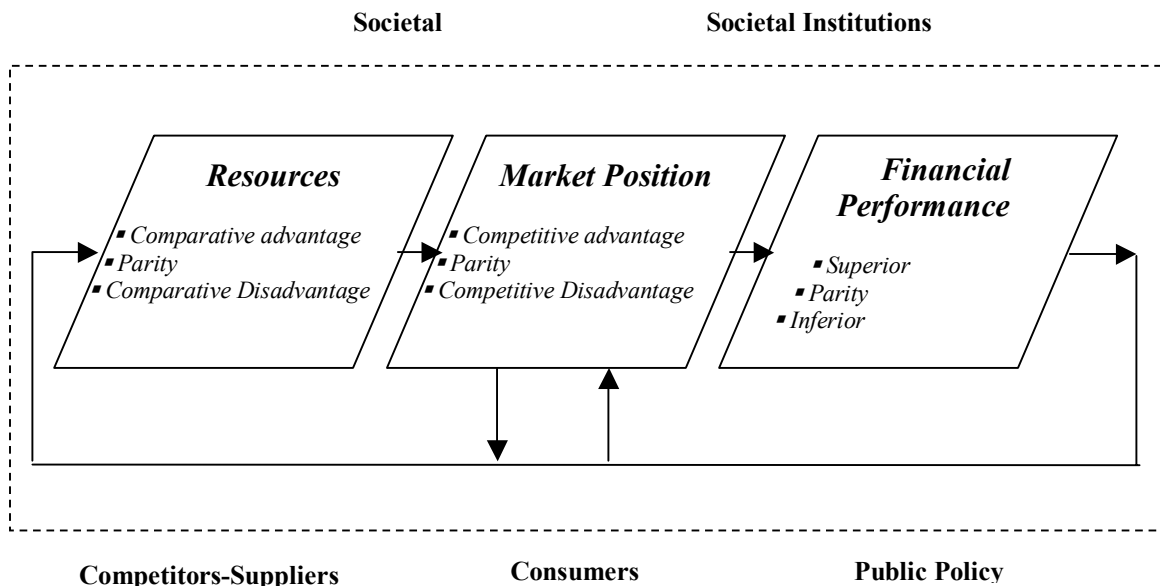 Societal
Societal Institutions
Resources
▪ Comparative advantage
▪ Parity
▪ Comparative Disadvantage
Market Position
▪ Competitive advantage
▪ Parity
▪ Competitive Disadvantage
Financial
Performance
▪ Superior
▪ Parity
▪ Inferior
Competitors-Suppliers
Consumers
Public Policy